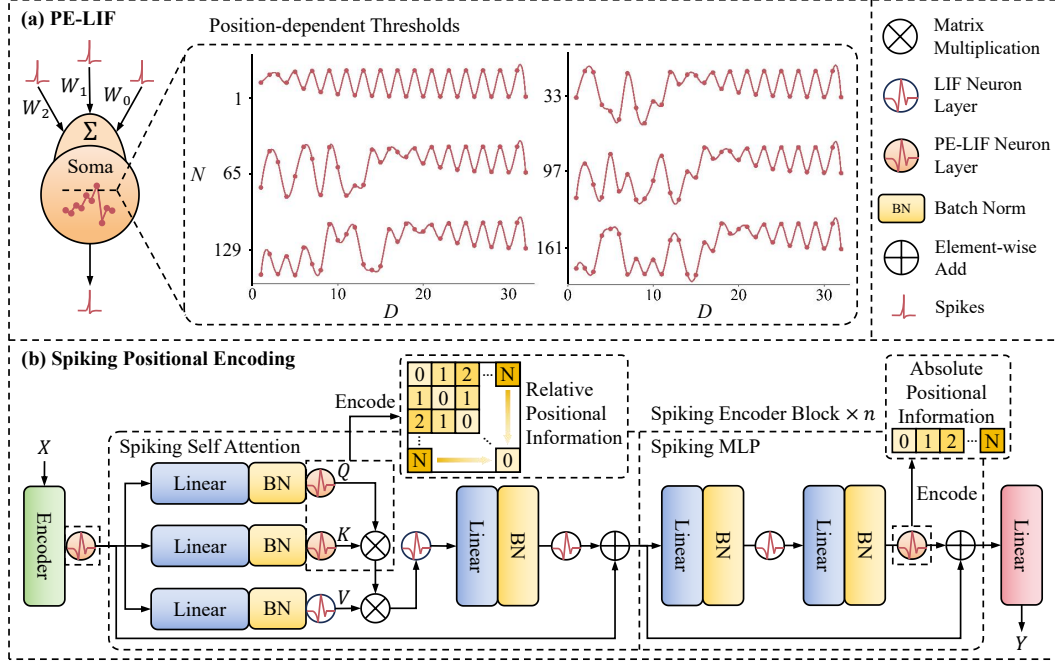 (a) PE-LIF
Position-dependent Thresholds
W₂
W₁
W₀
Σ
Soma
N
1
65
129
0
10
20
30
D
33
97
161
0
10
20
30
D
Matrix
Multiplication
LIF Neuron
Layer
PE-LIF Neuron
Layer
BN
Batch Norm
Element-wise
Add
Spikes
(b) Spiking Positional Encoding
Encode
0 1 2 ... N
1 0 1
2 1 0
N 0
Relative
Positional
Information
Spiking Encoder Block × n
Absolute
Positional
Information
0 1 2 ... N
Encode
Spiking Self Attention
Spiking MLP
X
Encoder
Linear BN Q
Linear BN K
Linear BN V
Linear
BN
Linear
BN
Linear
BN
Linear
Y